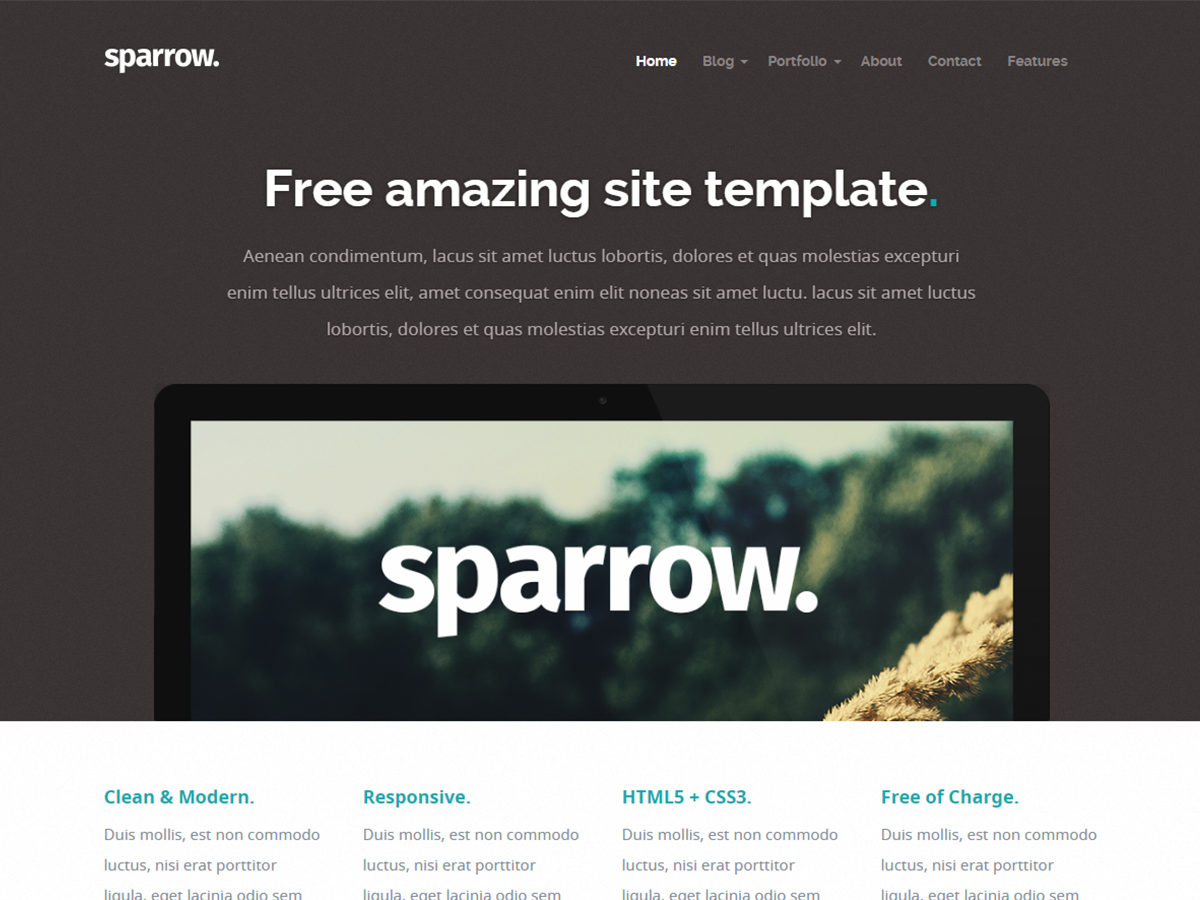 sparrow.
Home Blog Portfolio About Contact Features
Free amazing site template.
Aenean condimentum, lacus sit amet luctus lobortis, dolores et quas molestias excepturi
enim tellus ultrices elit, amet consequat enim elit noneas sit amet luctu. lacus sit amet luctus
lobortis, dolores et quas molestias excepturi enim tellus ultrices elit.
sparrow.
Clean & Modern.
Duis mollis, est non commodo
luctus, nisi erat porttitor
ligula, eget lacinia odio sem
Responsive.
Duis mollis, est non commodo
luctus, nisi erat porttitor
ligula, eget lacinia odio sem
HTML5 + CSS3.
Duis mollis, est non commodo
luctus, nisi erat porttitor
ligula, eget lacinia odio sem
Free of Charge.
Duis mollis, est non commodo
luctus, nisi erat porttitor
ligula, eget lacinia odio sem